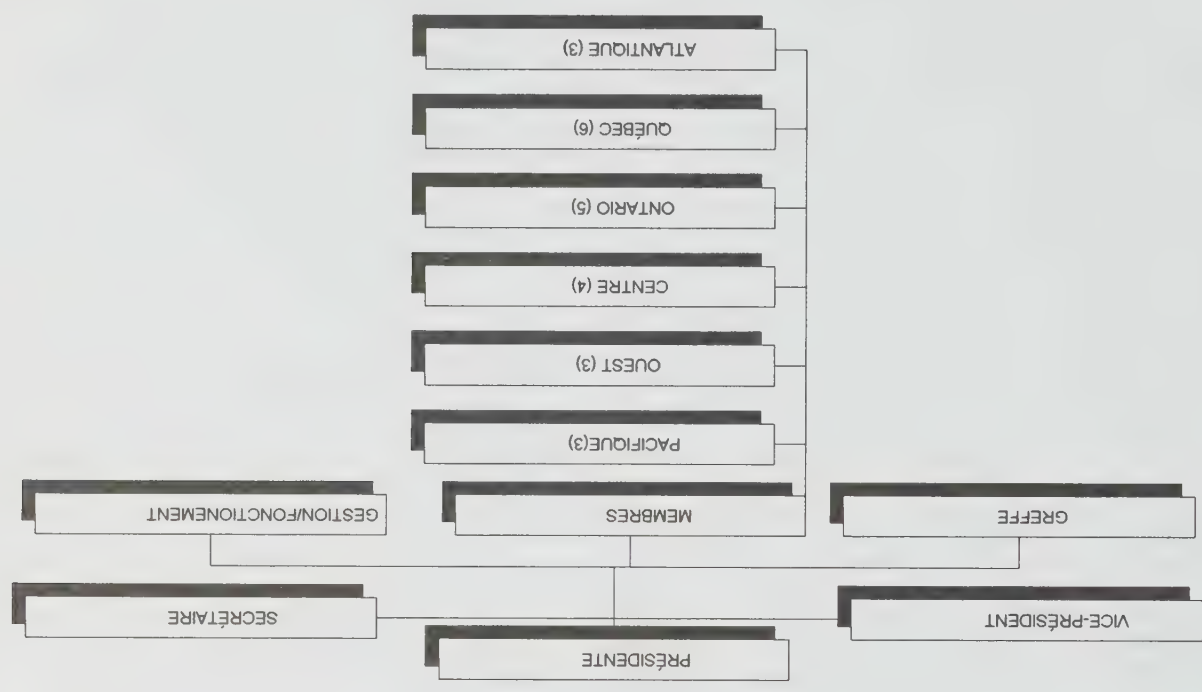 PRÉSIDENTE
VICE-PRÉSIDENT
SECRÉTAIRE
GREFFE
MEMBRES
GESTION/FONCTIONEMENT
PACIFIQUE(3)
OUEST (3)
CENTRE (4)
ONTARIO (5)
QUÉBEC (6)
ATLANTIQUE (3)